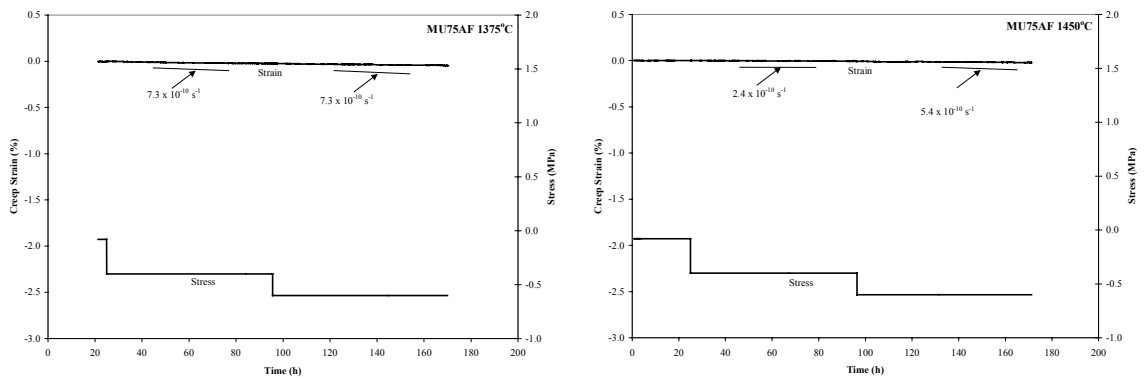 MU75AF 1375°C
Creep Strain (%)
1.0
0.5
0.0
-0.5
-1.0
-1.5
-2.0
-2.5
-3.0
Strain
7.3 x 10⁻¹⁰ s⁻¹
7.3 x 10⁻¹⁰ s⁻¹
Stress
2.0
1.5
1.0
0.5
0.0
-0.5
-1.0
Stress (MPa)
0 20 40 60 80 100 120 140 160 180 200
Time (h)
MU75AF 1450°C
Creep Strain (%)
0.5
0.0
-0.5
-1.0
-1.5
-2.0
-2.5
-3.0
Strain
2.4 x 10⁻¹⁰ s⁻¹
5.4 x 10⁻¹⁰ s⁻¹
Stress
2.0
1.5
1.0
0.5
0.0
-0.5
-1.0
Stress (MPa)
0 20 40 60 80 100 120 140 160 180 200
Time (h)